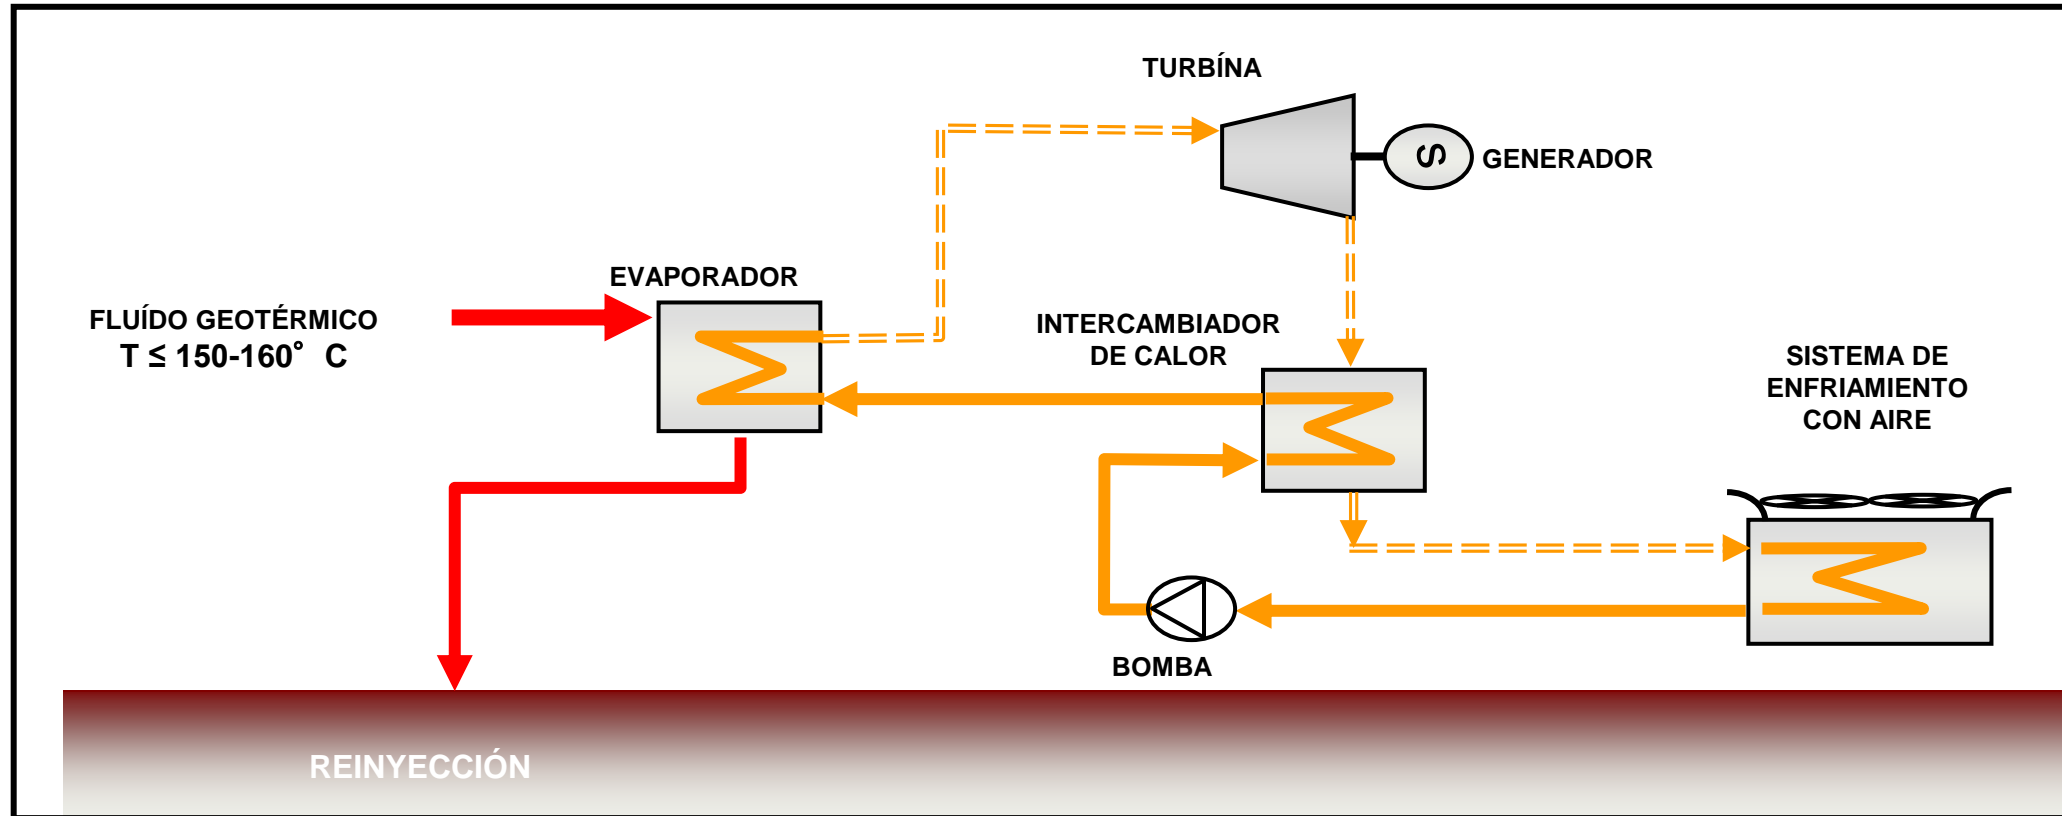 TURBÍNA
S
GENERADOR
EVAPORADOR
FLUÍDO GEOTÉRMICO
T ≤ 150-160° C
INTERCAMBIADOR
DE CALOR
SISTEMA DE
ENFRIAMIENTO
CON AIRE
BOMBA
REINYECCIÓN